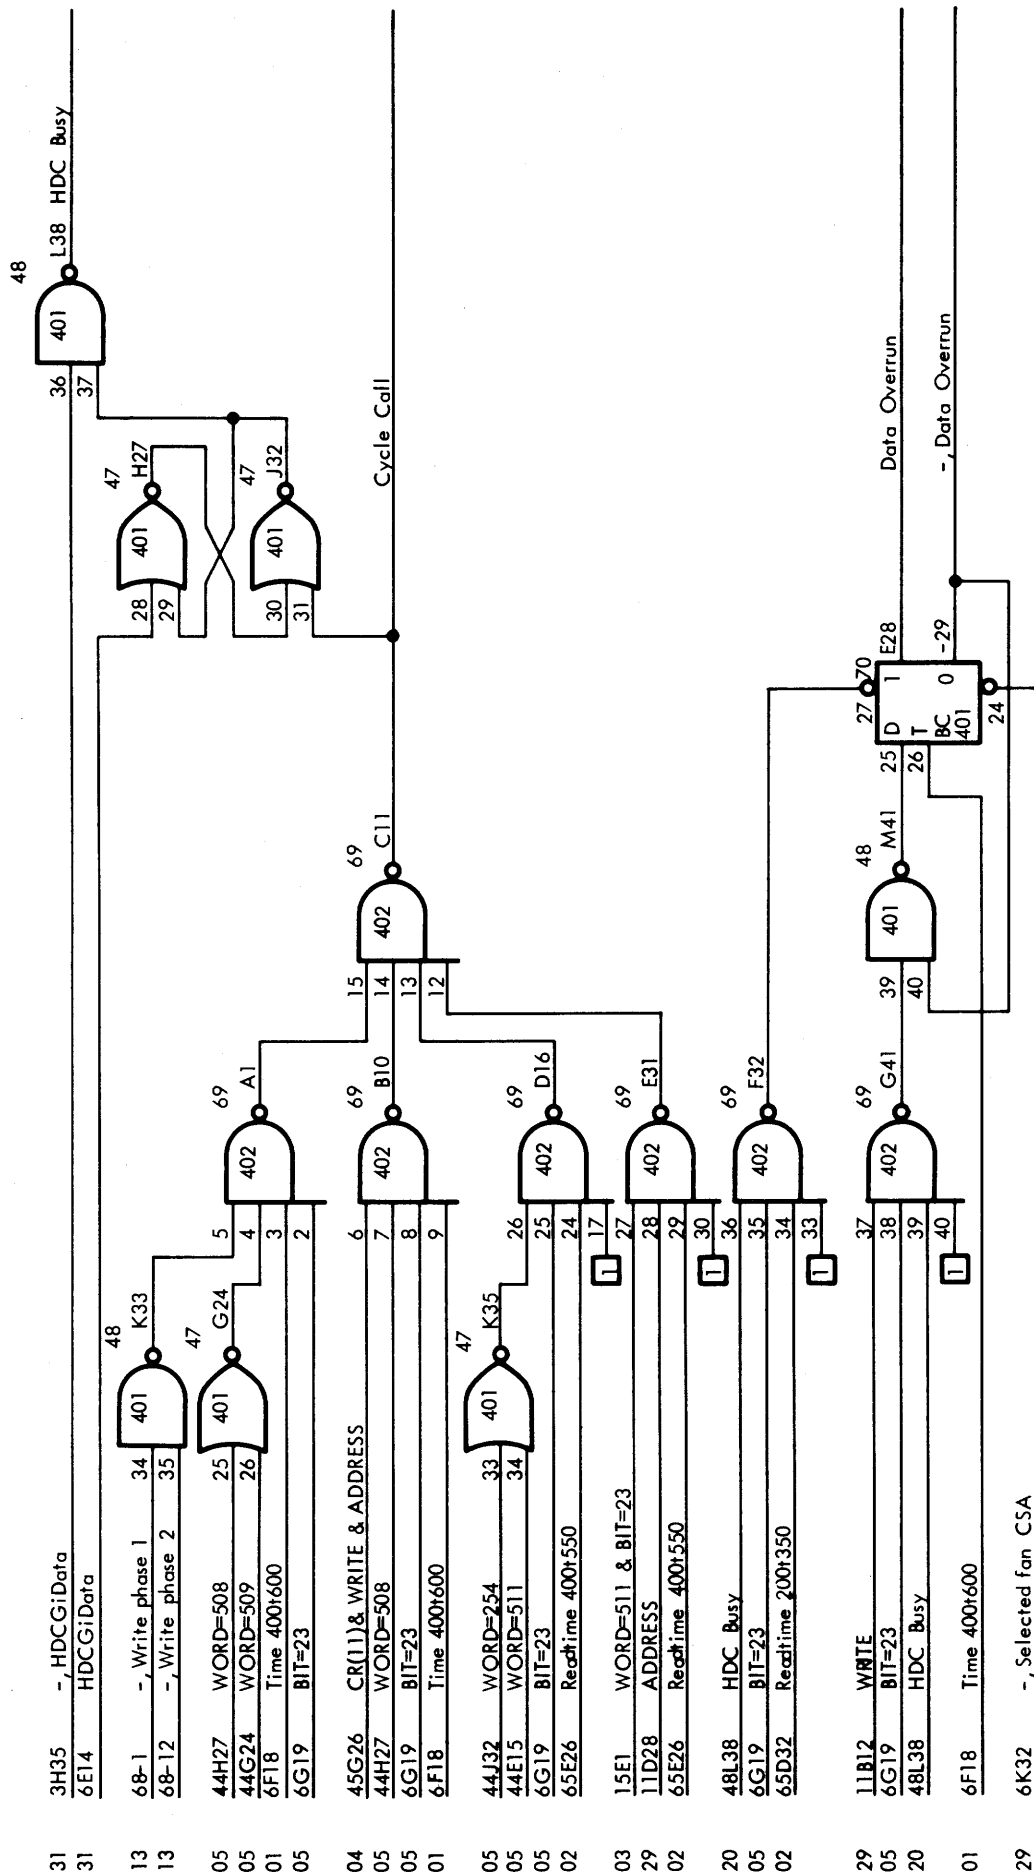 31 3H35 -,HDCGiData
31 6E14 HDCGiData
13 68-1 -,Write phase 1
13 68-12 -,Write phase 2
05 44H27 WORD=508
05 44G24 WORD=509
01 6F18 Time 400t600
05 6G19 BIT=23
04 45G26 CR(11)& WRITE & ADDRESS
05 44H27 WORD=508
05 6G19 BIT=23
01 6F18 Time 400t600
05 44J32 WORD=254
05 44E15 WORD=511
05 6G19 BIT=23
02 65E26 Readtime 400t550
03 15E1 WORD=511 & BIT=23
29 11D28 ADDRESS
02 65E26 Readtime 400t550
20 48L38 HDC Busy
05 6G19 BIT=23
02 65D32 Readtime 200t350
29 11B12 WRITE
05 6G19 BIT=23
20 48L38 HDC Busy
01 6F18 Time 400t600
29 6K32 -,Selected fan CSA
34
35
401
48
K33
25
26
401
47
G24
33
34
401
47
K35
5
4
3
2
402
69
A1
6
7
8
9
402
69
B10
26
25
24
17
1
402
69
D16
27
28
29
30
1
402
69
E31
36
35
34
33
1
402
69
F32
37
38
39
40
1
402
69
G41
15
14
13
12
402
69
C11
39
40
401
48
M41
28
29
401
47
H27
30
31
401
47
J32
36
37
401
48
L38 HDC Busy
Cycle Call
27
70
25
26
D
T
BC
401
1
0
24
E28
-29
Data Overrun
-,Data Overrun